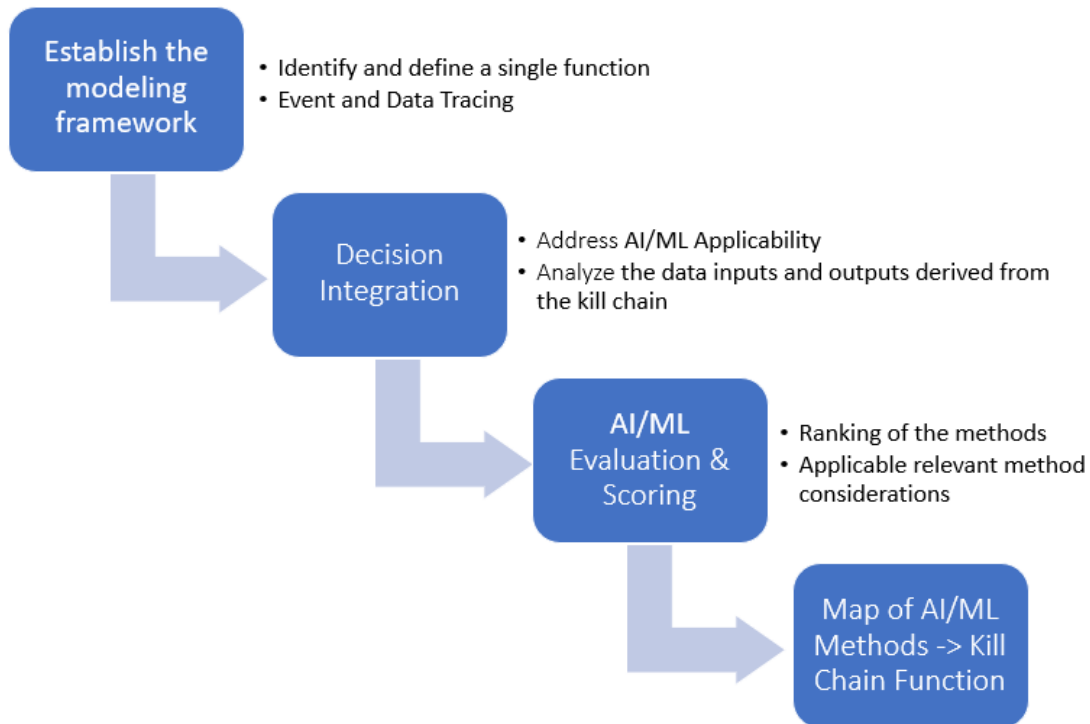 Establish the
modeling
framework
• Identify and define a single function
• Event and Data Tracing
Decision
Integration
• Address AI/ML Applicability
• Analyze the data inputs and outputs derived from
the kill chain
AI/ML
Evaluation &
Scoring
• Ranking of the methods
• Applicable relevant method
considerations
Map of AI/ML
Methods -> Kill
Chain Function